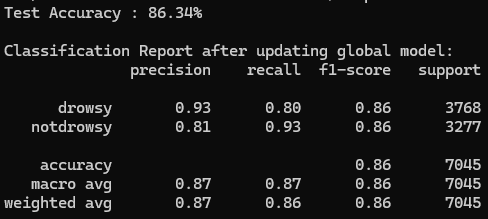 Test Accuracy : 86.34%
Classification Report after updating global model:
precision recall f1-score support
drowsy 0.93 0.80 0.86 3768
notdrowsy 0.81 0.93 0.86 3277
accuracy 0.86 7045
macro avg 0.87 0.87 0.86 7045
weighted avg 0.87 0.86 0.86 7045